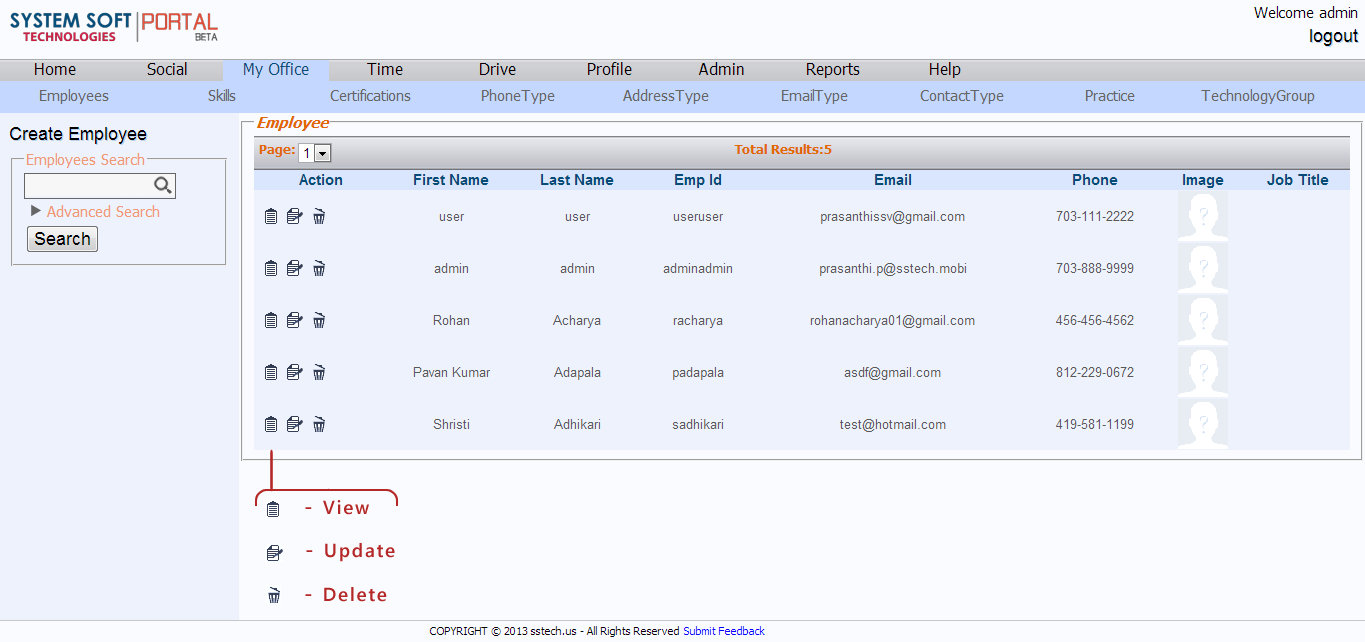 SYSTEM SOFT PORTAL
TECHNOLOGIES BETA
Welcome admin
logout
Home Social My Office Time Drive Profile Admin Reports Help
Employees Skills Certifications PhoneType AddressType EmailType ContactType Practice TechnologyGroup
Create Employee
Employees Search
Advanced Search
Search
Employee
Page: 1 Total Results:5
Action First Name Last Name Emp Id Email Phone Image Job Title
user user useruser prasanthissv@gmail.com 703-111-2222 ?
admin admin adminadmin prasanthi.p@sstech.mobi 703-888-9999 ?
Rohan Acharya racharya rohanacharya01@gmail.com 456-456-4562 ?
Pavan Kumar Adapala padapala asdf@gmail.com 812-229-0672 ?
Shristi Adhikari sadhikari test@hotmail.com 419-581-1199 ?
- View
- Update
- Delete
COPYRIGHT © 2013 sstech.us - All Rights Reserved Submit Feedback